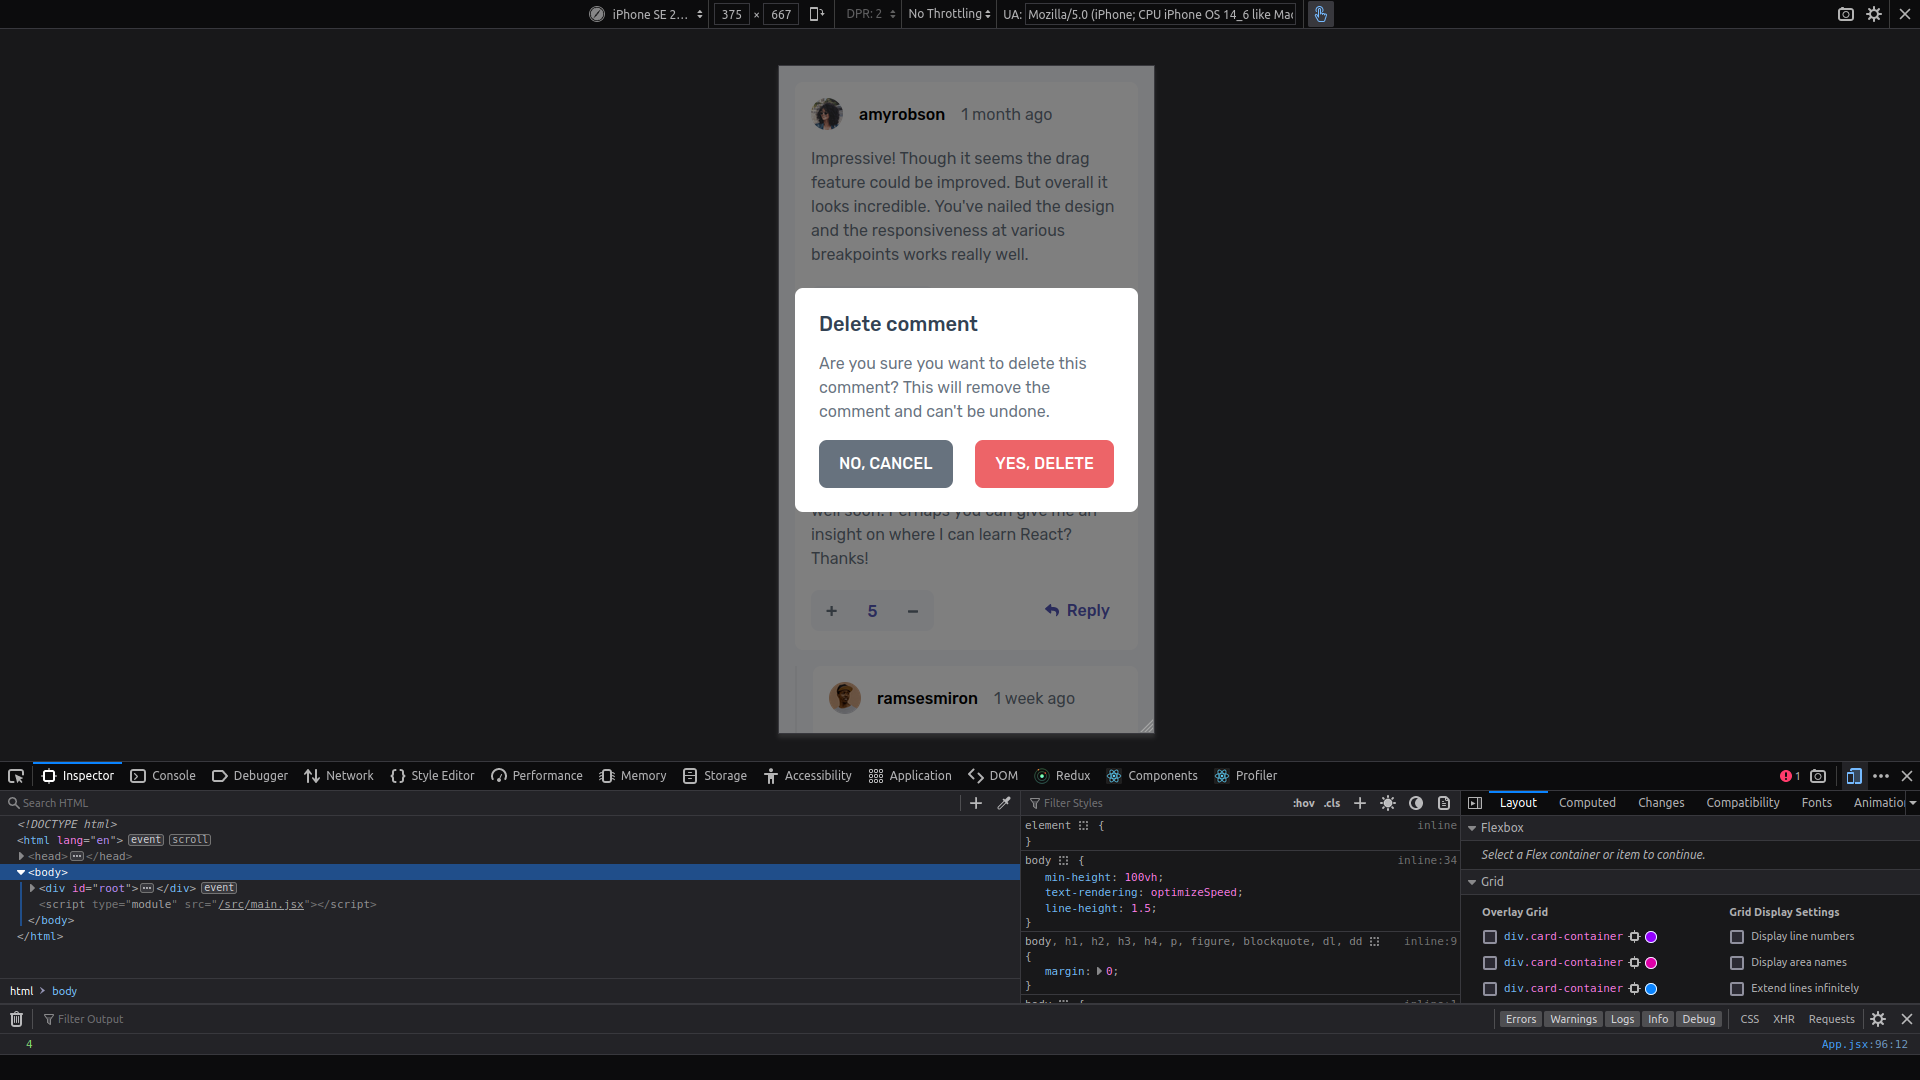 iPhone SE 2...
375 × 667
DPR: 2
No Throttling
UA: Mozilla/5.0 (iPhone; CPU iPhone OS 14_6 like Mac
amyrobson 1 month ago
Impressive! Though it seems the drag
feature could be improved. But overall it
looks incredible. You've nailed the design
and the responsiveness at various
breakpoints works really well.
Delete comment
Are you sure you want to delete this
comment? This will remove the
comment and can't be undone.
NO, CANCEL
YES, DELETE
well soon. Perhaps you can give me an
insight on where I can learn React?
Thanks!
+ 5 −
Reply
ramsesmiron 1 week ago
Inspector Console Debugger Network Style Editor Performance Memory Storage Accessibility Application DOM Redux Components Profiler 1
Search HTML
<!DOCTYPE html>
<html lang="en"> event scroll
<head>...</head>
<body>
<div id="root">...</div> event
<script type="module" src="/src/main.jsx"></script>
</body>
</html>
html > body
Filter Styles :hov .cls
element { inline
}
body { inline:34
min-height: 100vh;
text-rendering: optimizeSpeed;
line-height: 1.5;
}
body, h1, h2, h3, h4, p, figure, blockquote, dl, dd inline:9
{
margin: 0;
}
body { inline:1
Layout Computed Changes Compatibility Fonts Animatio
Flexbox
Select a Flex container or item to continue.
Grid
Overlay Grid
div.card-container
div.card-container
div.card-container
Grid Display Settings
Display line numbers
Display area names
Extend lines infinitely
Filter Output
Errors Warnings Logs Info Debug CSS XHR Requests
4 App.jsx:96:12